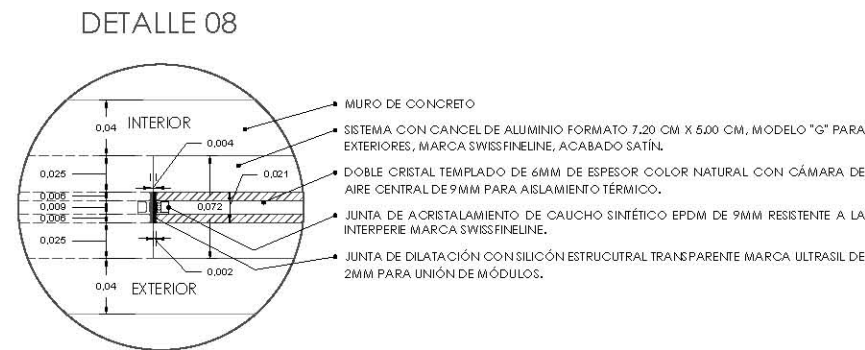 DETALLE 08
INTERIOR
0,04
0,004
0,025
0,021
0,006
0,009
0,072
0,006
0,025
0,002
0,04
EXTERIOR
MURO DE CONCRETO
SISTEMA CON CANCEL DE ALUMINIO FORMATO 7.20 CM X 5.00 CM, MODELO "G" PARA
EXTERIORES, MARCA SWISSFINELINE, ACABADO SATÍN.
DOBLE CRISTAL TEMPLADO DE 6MM DE ESPESOR COLOR NATURAL CON CÁMARA DE
AIRE CENTRAL DE 9MM PARA AISLAMIENTO TÉRMICO.
JUNTA DE ACRISTALAMIENTO DE CAUCHO SINTÉTICO EPDM DE 9MM RESISTENTE A LA
INTERPERIE MARCA SWISSFINELINE.
JUNTA DE DILATACIÓN CON SILICÓN ESTRUCUTRAL TRANSPARENTE MARCA ULTRASIL DE
2MM PARA UNIÓN DE MÓDULOS.